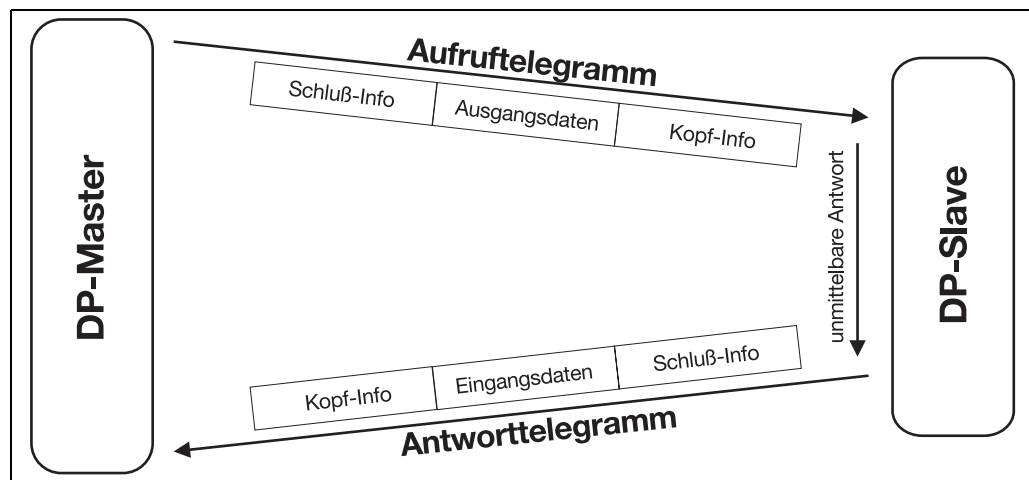 DP-Master
Aufruftelegramm
Schluß-Info
Ausgangsdaten
Kopf-Info
unmittelbare Antwort
DP-Slave
Kopf-Info
Eingangsdaten
Schluß-Info
Antworttelegramm